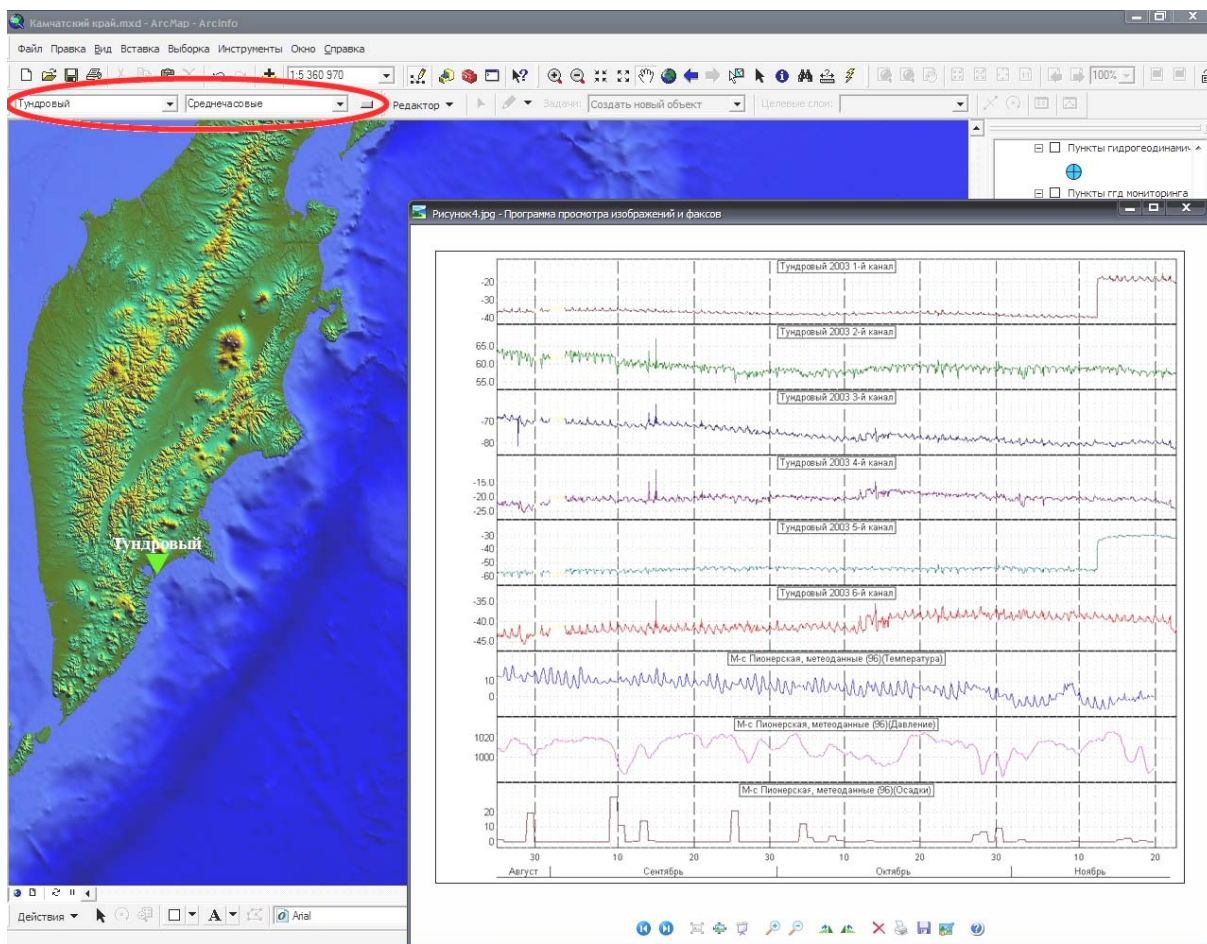 Камчатский край.mxd - ArcMap - ArcInfo
Файл Правка Вид Вставка Выборка Инструменты Окно Справка
1:5 360 970
100%
Тундровый Среднечасовые Редактор Задачи: Создать новый объект Целевые слои:
Пункты гидрогеодинамич
Пункты ггд мониторинга
Рисунок4.jpg - Программа просмотра изображений и факсов
Тундровый 2003 1-й канал
-20
-30
-40
Тундровый 2003 2-й канал
65.0
60.0
55.0
Тундровый 2003 3-й канал
-70
-80
Тундровый 2003 4-й канал
-15.0
-20.0
-25.0
Тундровый 2003 5-й канал
-30
-40
-50
-60
Тундровый 2003 6-й канал
-35.0
-40.0
-45.0
М-с Пионерская, метеоданные (96)(Температура)
10
0
М-с Пионерская, метеоданные (96)(Давление)
1020
1000
М-с Пионерская, метеоданные (96)(Осадки)
20
10
0
30 10 20 30 10 20 30 10 20
Август Сентябрь Октябрь Ноябрь
Тундровый
Действия А Arial